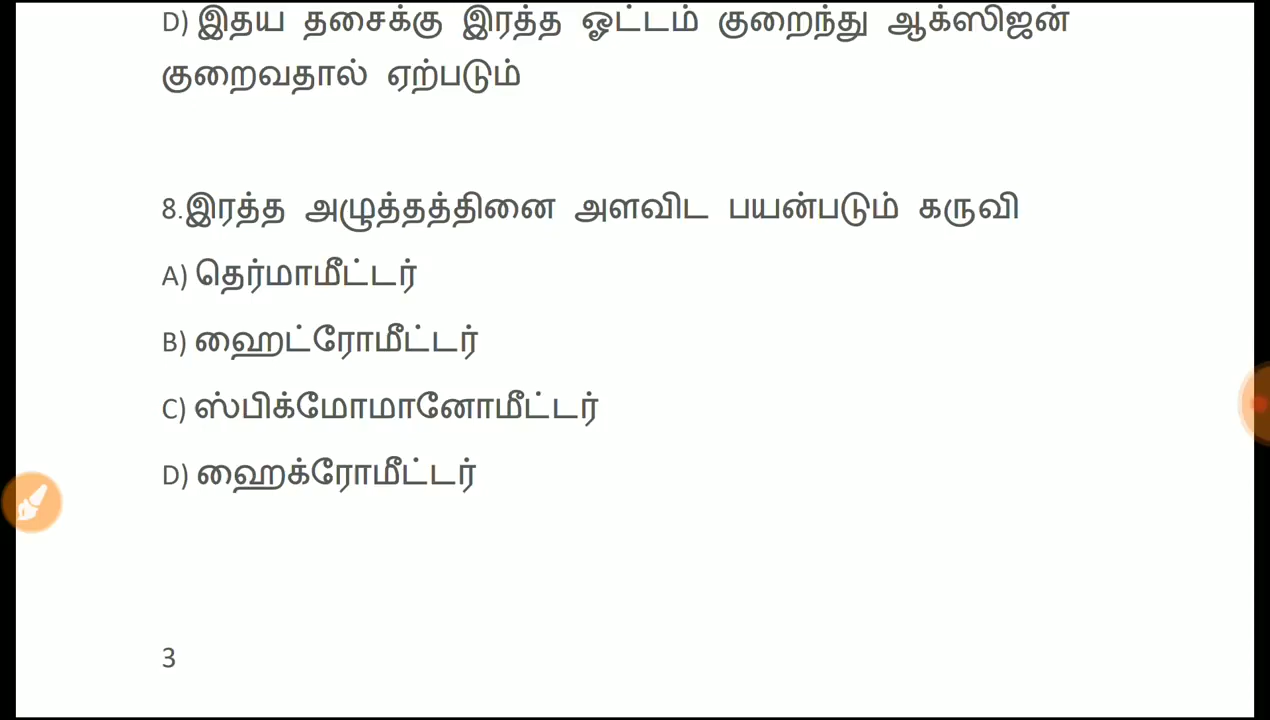 D) இதய தசைக்கு இரத்த ஓட்டம் குறைந்து ஆக்ஸிஜன்
குறைவதால் ஏற்படும்
8.இரத்த அழுத்தத்தினை அளவிட பயன்படும் கருவி
A) தெர்மாமீட்டர்
B) ஹைட்ரோமீட்டர்
C) ஸ்பிக்மோமானோமீட்டர்
D) ஹைக்ரோமீட்டர்
3